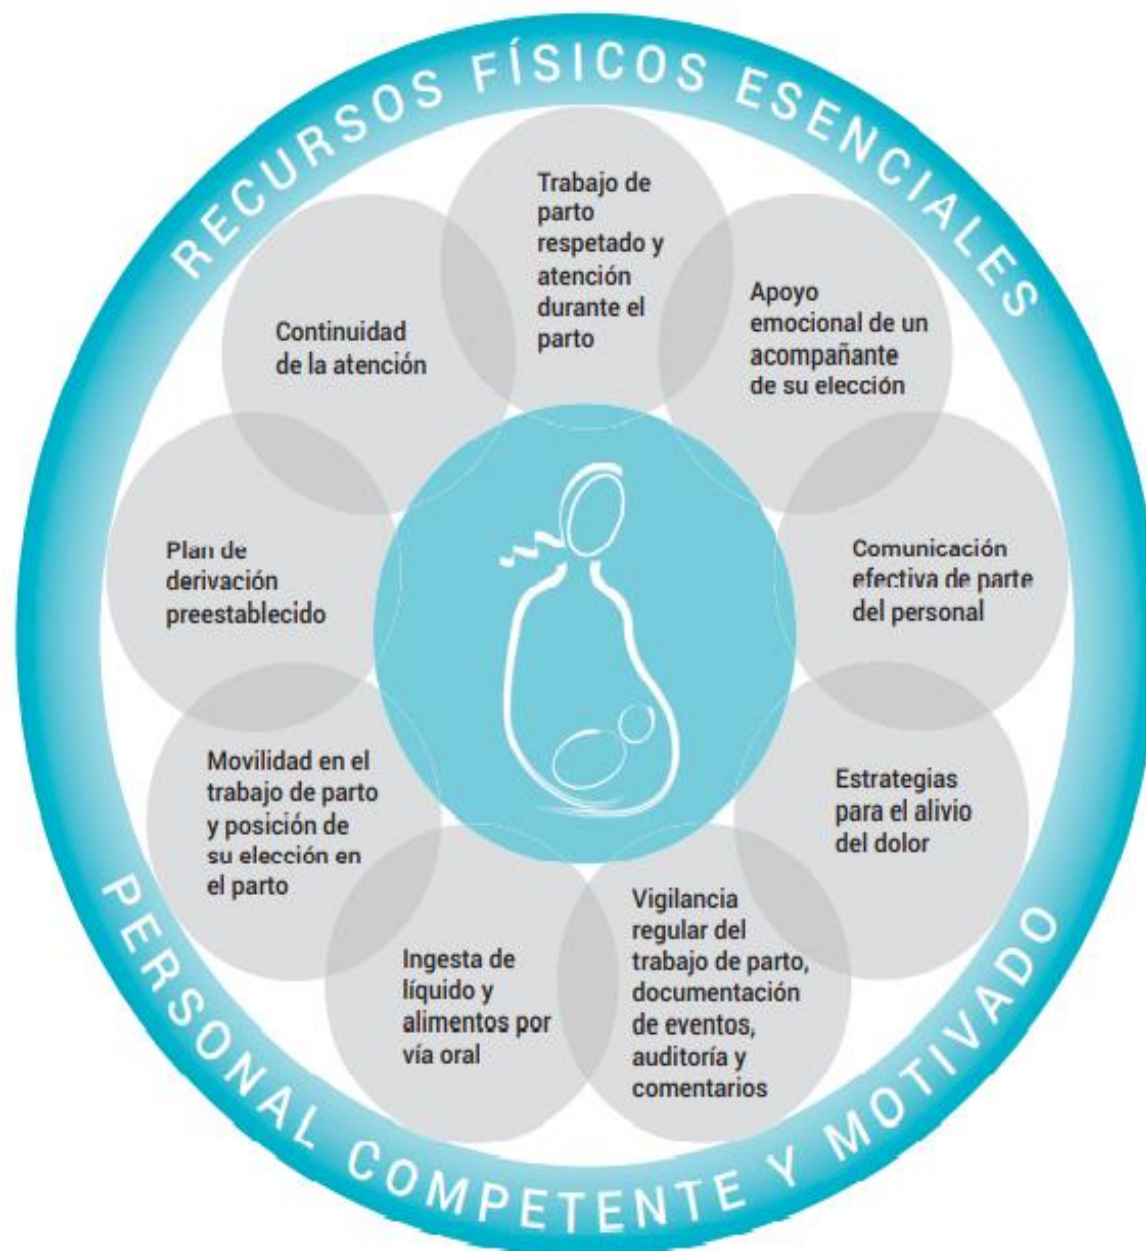 RECURSOS FÍSICOS ESENCIALES
Trabajo de
parto
respetado y
atención
durante el
parto
Apoyo
emocional de un
acompañante
de su elección
Comunicación
efectiva de parte
del personal
Estrategias
para el alivio
del dolor
Vigilancia
regular del
trabajo de parto,
documentación
de eventos,
auditoría y
comentarios
Ingesta de
líquido y
alimentos por
vía oral
Movilidad en el
trabajo de parto
y posición de
su elección en
el parto
Plan de
derivación
preestablecido
Continuidad
de la atención
PERSONAL COMPETENTE Y MOTIVADO